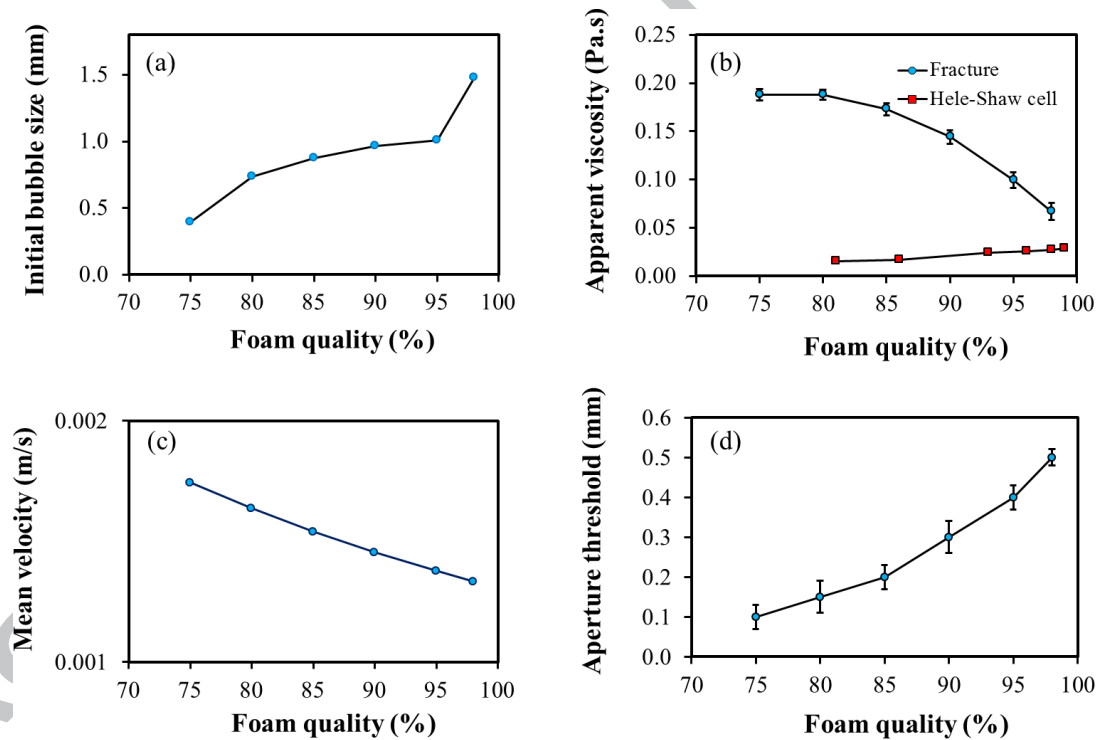 (a)
Initial bubble size (mm)
1.5
1.0
0.5
0.0
70 75 80 85 90 95 100
Foam quality (%)
(b)
Apparent viscosity (Pa.s)
0.25
0.20
0.15
0.10
0.05
0.00
Fracture
Hele-Shaw cell
70 75 80 85 90 95 100
Foam quality (%)
(c)
Mean velocity (m/s)
0.002
0.001
70 75 80 85 90 95 100
Foam quality (%)
(d)
Aperture threshold (mm)
0.6
0.5
0.4
0.3
0.2
0.1
0.0
70 75 80 85 90 95 100
Foam quality (%)